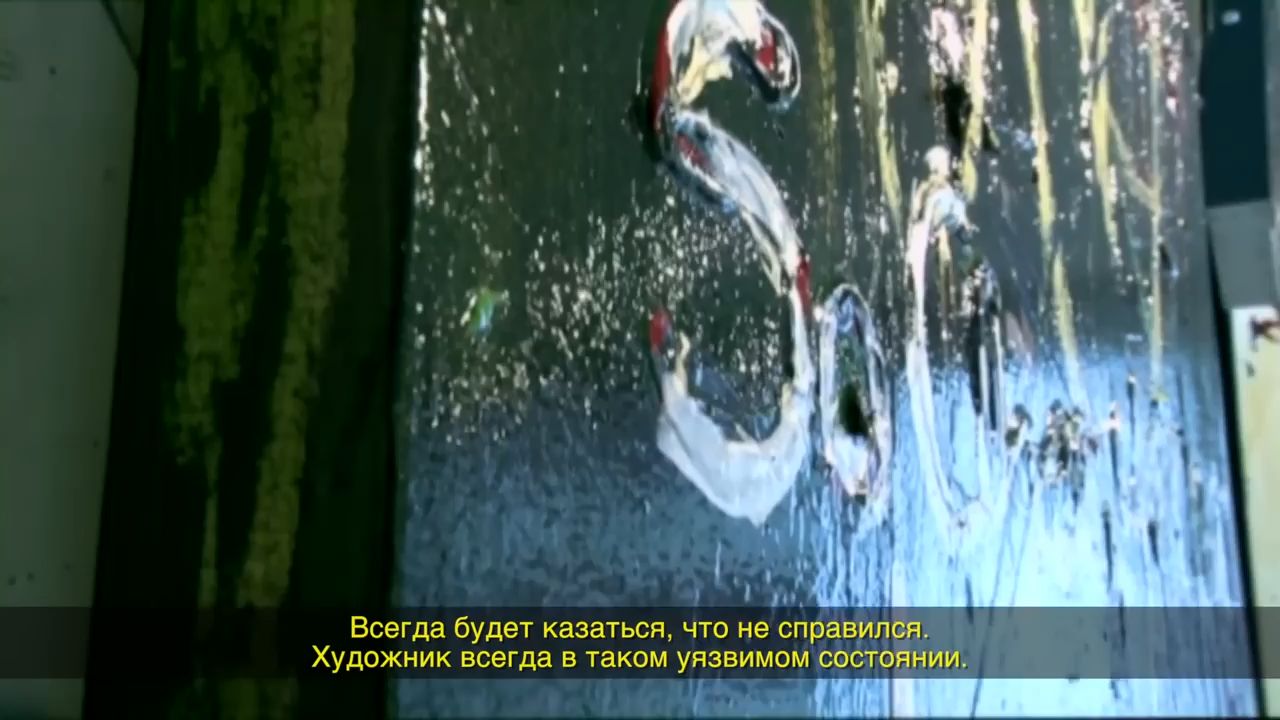 Всегда будет казаться, что не справился.
Художник всегда в таком уязвимом состоянии.